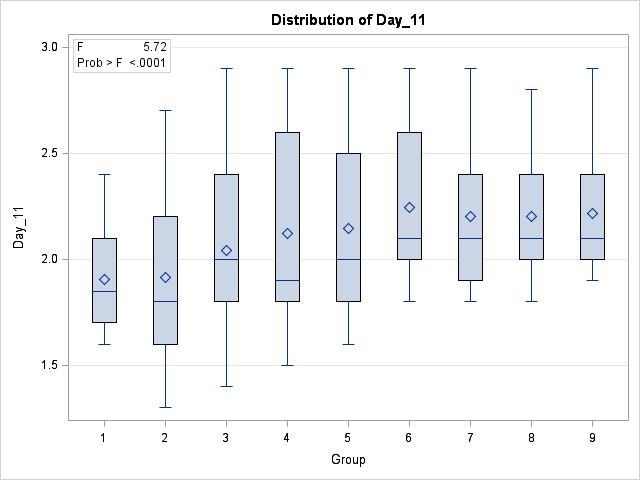 Distribution of Day_11
F 5.72
Prob > F <.0001
3.0
2.5
2.0
1.5
Day_11
1 2 3 4 5 6 7 8 9
Group